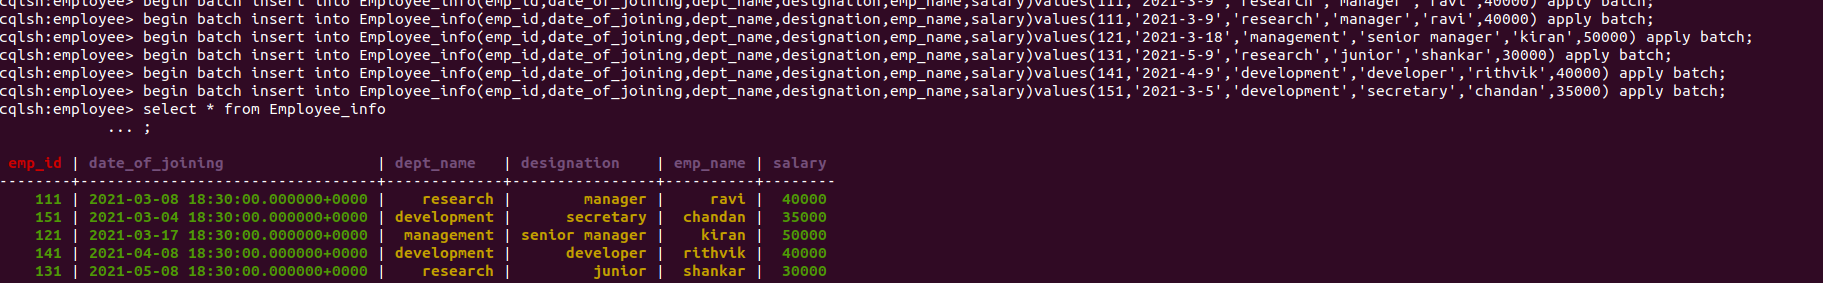 cqlsh:employee> begin batch insert into Employee_info(emp_id,date_of_joining,dept_name,designation,emp_name,salary)values(111,'2021-3-9','research','manager','ravi',40000) apply batch;
cqlsh:employee> begin batch insert into Employee_info(emp_id,date_of_joining,dept_name,designation,emp_name,salary)values(111,'2021-3-9','research','manager','ravi',40000) apply batch;
cqlsh:employee> begin batch insert into Employee_info(emp_id,date_of_joining,dept_name,designation,emp_name,salary)values(121,'2021-3-18','management','senior manager','kiran',50000) apply batch;
cqlsh:employee> begin batch insert into Employee_info(emp_id,date_of_joining,dept_name,designation,emp_name,salary)values(131,'2021-5-9','research','junior','shankar',30000) apply batch;
cqlsh:employee> begin batch insert into Employee_info(emp_id,date_of_joining,dept_name,designation,emp_name,salary)values(141,'2021-4-9','development','developer','rithvik',40000) apply batch;
cqlsh:employee> begin batch insert into Employee_info(emp_id,date_of_joining,dept_name,designation,emp_name,salary)values(151,'2021-3-5','development','secretary','chandan',35000) apply batch;
cqlsh:employee> select * from Employee_info
            ... ;
 emp_id | date_of_joining                 | dept_name   | designation    | emp_name | salary
--------+---------------------------------+-------------+----------------+----------+--------
    111 | 2021-03-08 18:30:00.000000+0000 |    research |        manager |     ravi |  40000
    151 | 2021-03-04 18:30:00.000000+0000 | development |      secretary |  chandan |  35000
    121 | 2021-03-17 18:30:00.000000+0000 |  management | senior manager |    kiran |  50000
    141 | 2021-04-08 18:30:00.000000+0000 | development |      developer |  rithvik |  40000
    131 | 2021-05-08 18:30:00.000000+0000 |    research |         junior |  shankar |  30000